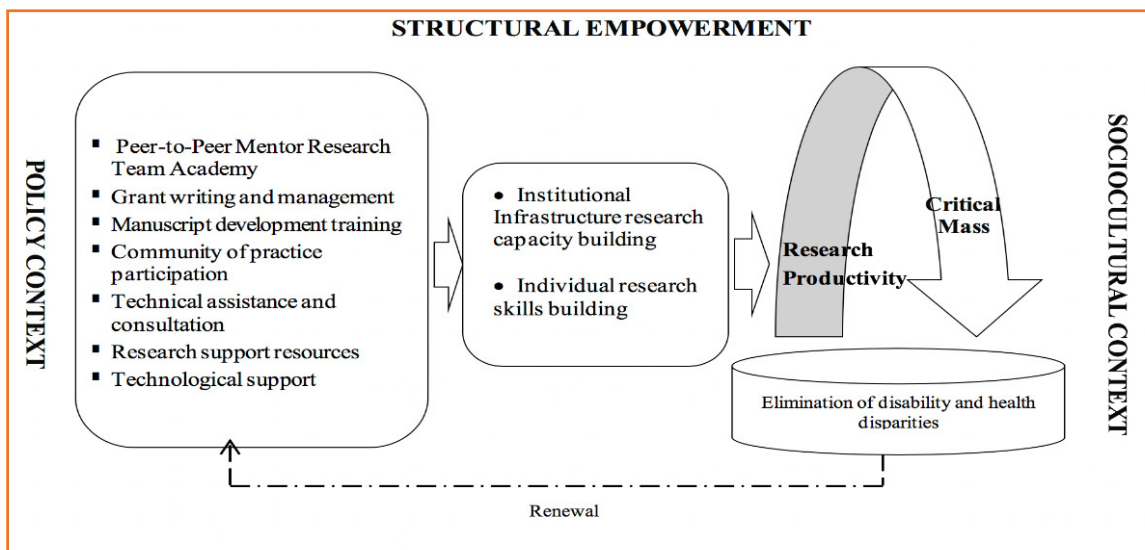 STRUCTURAL EMPOWERMENT
POLICY CONTEXT
▪ Peer-to-Peer Mentor Research
Team Academy
▪ Grant writing and management
▪ Manuscript development training
▪ Community of practice
participation
▪ Technical assistance and
consultation
▪ Research support resources
▪ Technological support
• Institutional
Infrastructure research
capacity building
• Individual research
skills building
Research
Productivity
Critical
Mass
Elimination of disability and health
disparities
SOCIOCULTURAL CONTEXT
Renewal